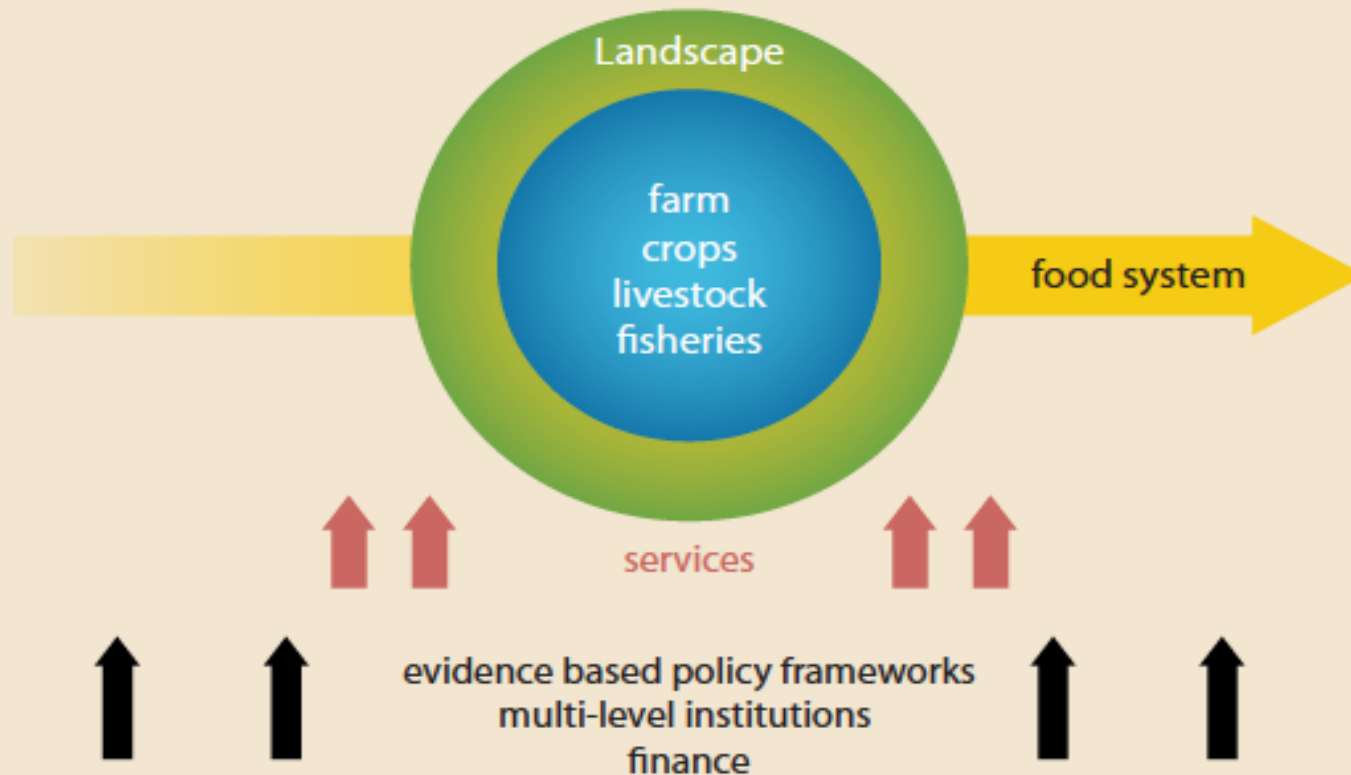 Landscape
farm
crops
livestock
fisheries
food system
services
evidence based policy frameworks
multi-level institutions
finance